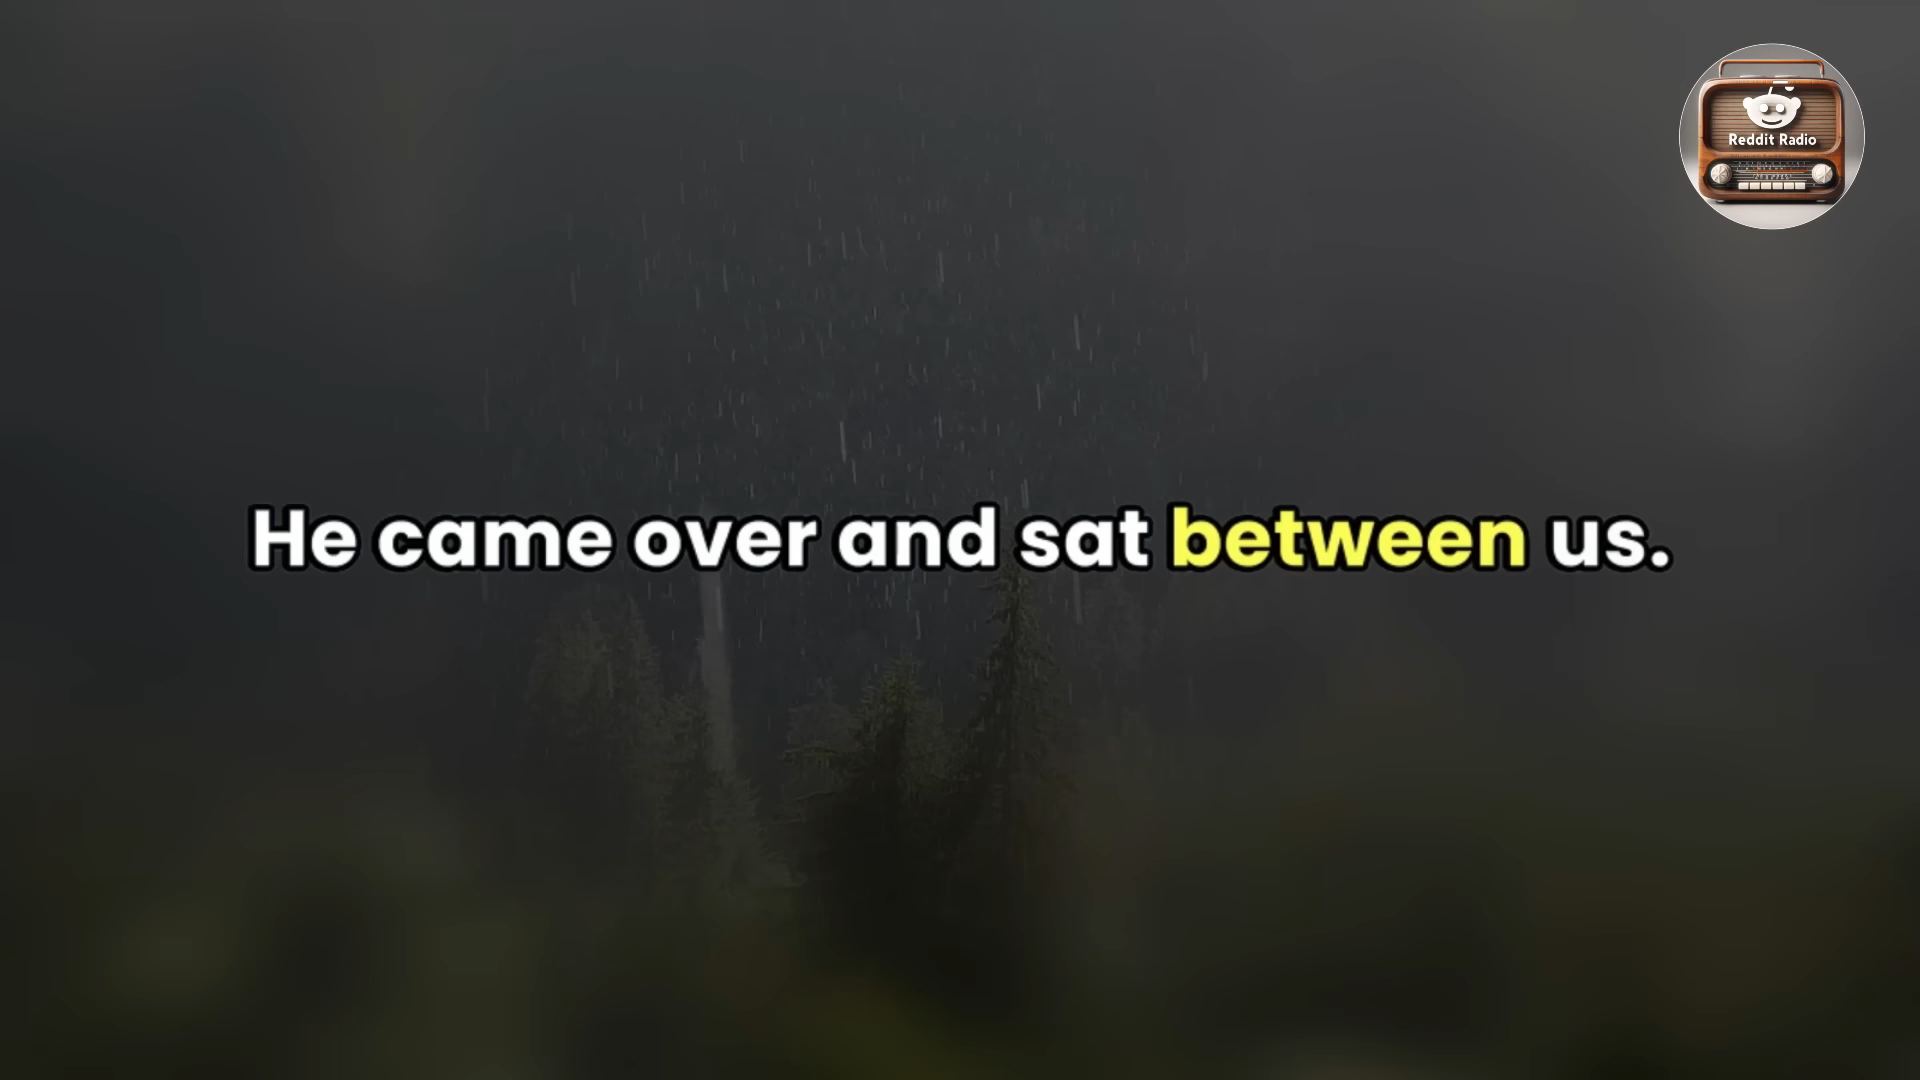 Reddit Radio
He came over and sat between us.